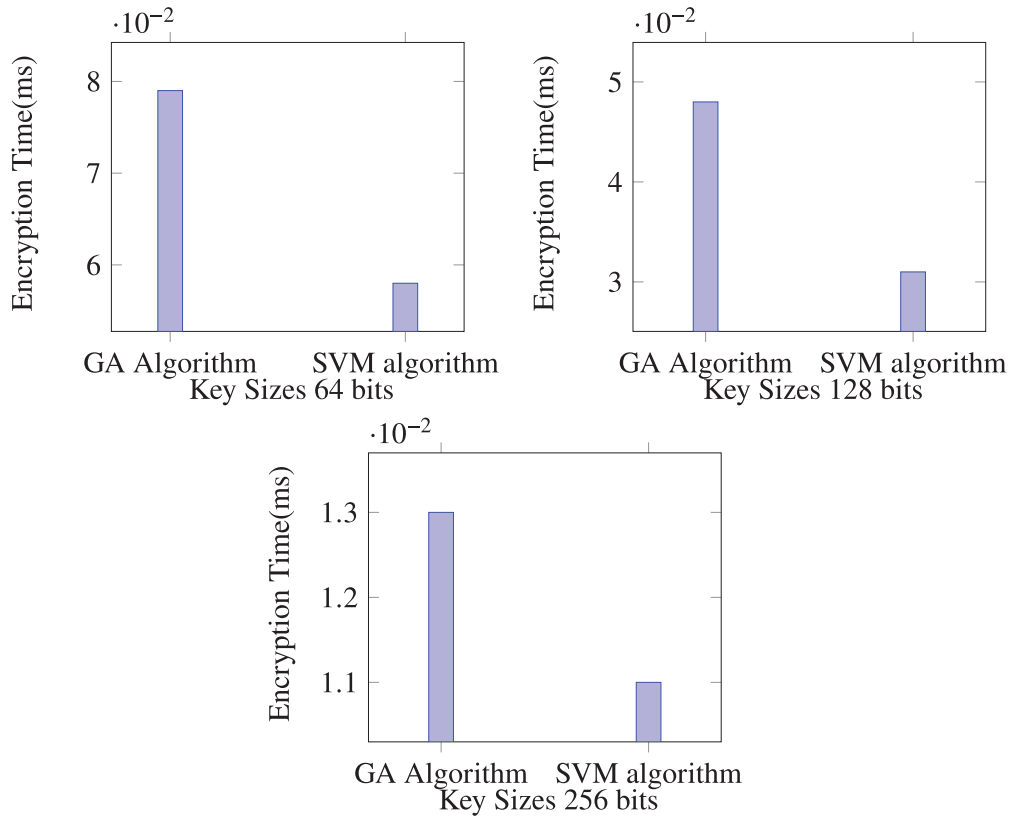 ·10⁻²
Encryption Time(ms)
8
7
6
GA Algorithm
SVM algorithm
Key Sizes 64 bits
·10⁻²
Encryption Time(ms)
5
4
3
GA Algorithm
SVM algorithm
Key Sizes 128 bits
·10⁻²
Encryption Time(ms)
1.3
1.2
1.1
GA Algorithm
SVM algorithm
Key Sizes 256 bits